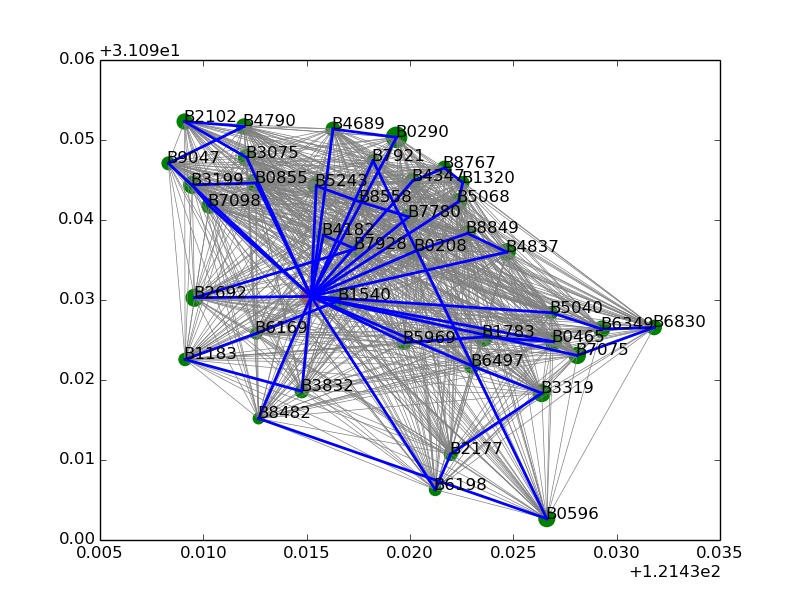 +3.109e1
0.06
B2102 B4790 B4689 B0290
0.05
B9047 B3075 B7921 B8767
B3199 B0855 B5243 B4347 B1320
B7098 B8558 B5068
0.04
B7780
B4182 B8849
B7928 B0208 B4837
B2692 B1540
0.03
B5040
B6349 B6830
B6169 B5969 B1783 B0465
B1183 B7075
B6497
0.02
B3832 B3319
B8482
B2177
0.01
B6198
B0596
0.00
0.005 0.010 0.015 0.020 0.025 0.030 0.035
+1.2143e2